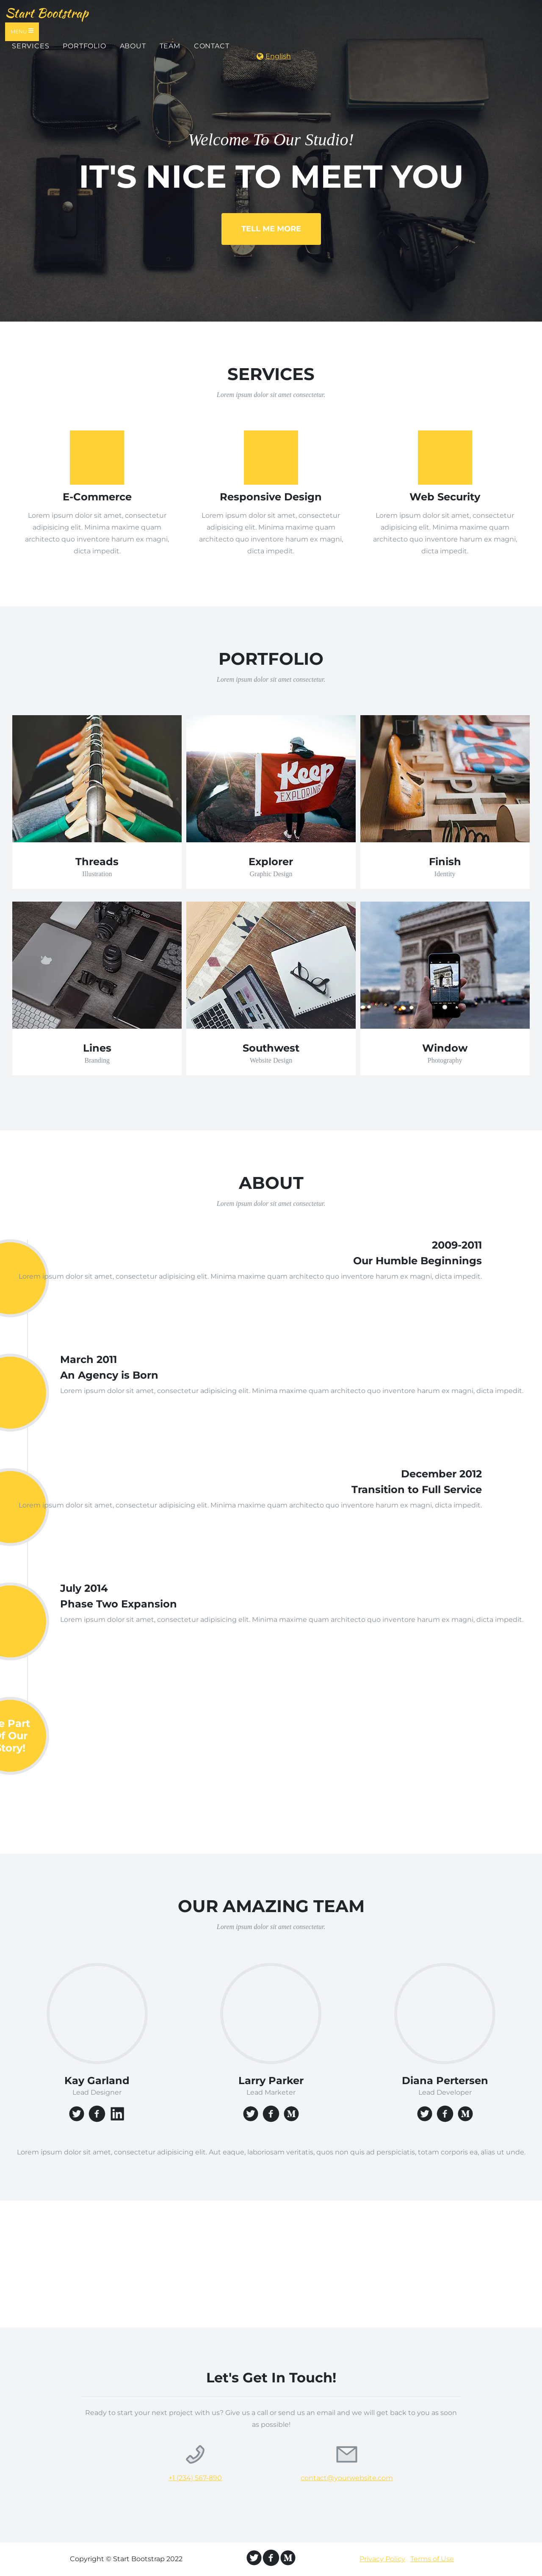 Start Bootstrap
MENU
SERVICES PORTFOLIO ABOUT TEAM CONTACT
English
Welcome To Our Studio!
IT'S NICE TO MEET YOU
TELL ME MORE
SERVICES
Lorem ipsum dolor sit amet consectetur.
E-Commerce
Lorem ipsum dolor sit amet, consectetur
adipisicing elit. Minima maxime quam
architecto quo inventore harum ex magni,
dicta impedit.
Responsive Design
Lorem ipsum dolor sit amet, consectetur
adipisicing elit. Minima maxime quam
architecto quo inventore harum ex magni,
dicta impedit.
Web Security
Lorem ipsum dolor sit amet, consectetur
adipisicing elit. Minima maxime quam
architecto quo inventore harum ex magni,
dicta impedit.
PORTFOLIO
Lorem ipsum dolor sit amet consectetur.
Keep
EXPLORING
Threads
Illustration
Explorer
Graphic Design
Finish
Identity
Lines
Branding
Southwest
Website Design
Window
Photography
ABOUT
Lorem ipsum dolor sit amet consectetur.
2009-2011
Our Humble Beginnings
Lorem ipsum dolor sit amet, consectetur adipisicing elit. Minima maxime quam architecto quo inventore harum ex magni, dicta impedit.
March 2011
An Agency is Born
Lorem ipsum dolor sit amet, consectetur adipisicing elit. Minima maxime quam architecto quo inventore harum ex magni, dicta impedit.
December 2012
Transition to Full Service
Lorem ipsum dolor sit amet, consectetur adipisicing elit. Minima maxime quam architecto quo inventore harum ex magni, dicta impedit.
July 2014
Phase Two Expansion
Lorem ipsum dolor sit amet, consectetur adipisicing elit. Minima maxime quam architecto quo inventore harum ex magni, dicta impedit.
e Part
Of Our
Story!
OUR AMAZING TEAM
Lorem ipsum dolor sit amet consectetur.
Kay Garland
Lead Designer
Larry Parker
Lead Marketer
Diana Pertersen
Lead Developer
Lorem ipsum dolor sit amet, consectetur adipisicing elit. Aut eaque, laboriosam veritatis, quos non quis ad perspiciatis, totam corporis ea, alias ut unde.
Let's Get In Touch!
Ready to start your next project with us? Give us a call or send us an email and we will get back to you as soon
as possible!
+1 (234) 567-890
contact@yourwebsite.com
Copyright © Start Bootstrap 2022
Privacy Policy Terms of Use